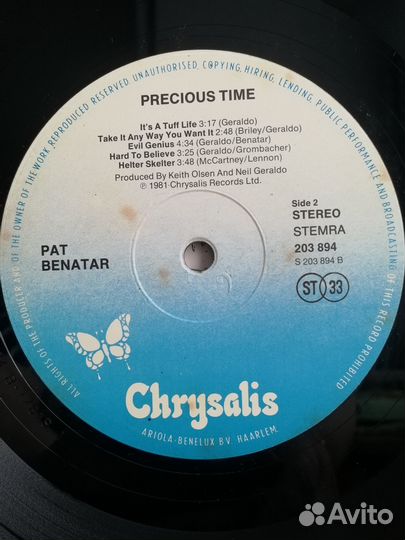 ALL RIGHTS OF THE PRODUCER AND OF THE OWNER OF THE WORK REPRODUCED RESERVED. UNAUTHORISED, COPYING, HIRING, LENDING, PUBLIC PERFORMANCE AND BROADCASTING OF THIS RECORD PROHIBITED
PRECIOUS TIME
It's A Tuff Life 3:17 (Geraldo)
Take It Any Way You Want It 2:48 (Briley/Geraldo)
Evil Genius 4:34 (Geraldo/Benatar)
Hard To Believe 3:25 (Geraldo/Grombacher)
Helter Skelter 3:48 (McCartney/Lennon)
Produced By Keith Olsen And Neil Geraldo
℗ 1981 Chrysalis Records Ltd.
Side 2
STEREO
STEMRA
203 894
S 203 894 B
ST 33
PAT
BENATAR
Chrysalis
ARIOLA-BENELUX B.V. HAARLEM.
Avito